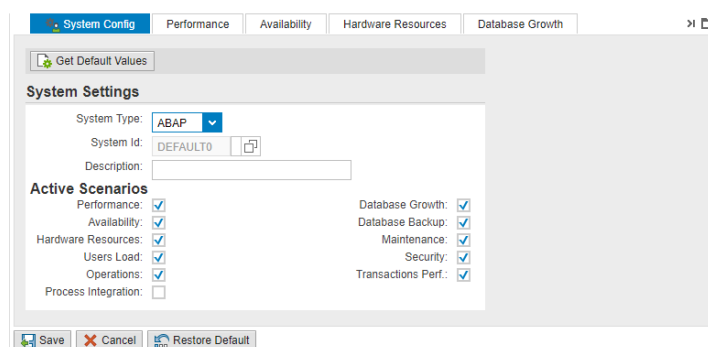 System Config Performance Availability Hardware Resources Database Growth
Get Default Values
System Settings
System Type: ABAP
System Id: DEFAULT0
Description:
Active Scenarios
Performance: Database Growth:
Availability: Database Backup:
Hardware Resources: Maintenance:
Users Load: Security:
Operations: Transactions Perf.:
Process Integration:
Save Cancel Restore Default